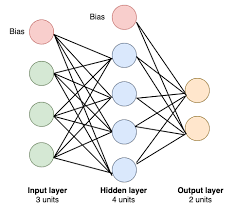 Bias
Bias
Input layer
3 units
Hidden layer
4 units
Output layer
2 units